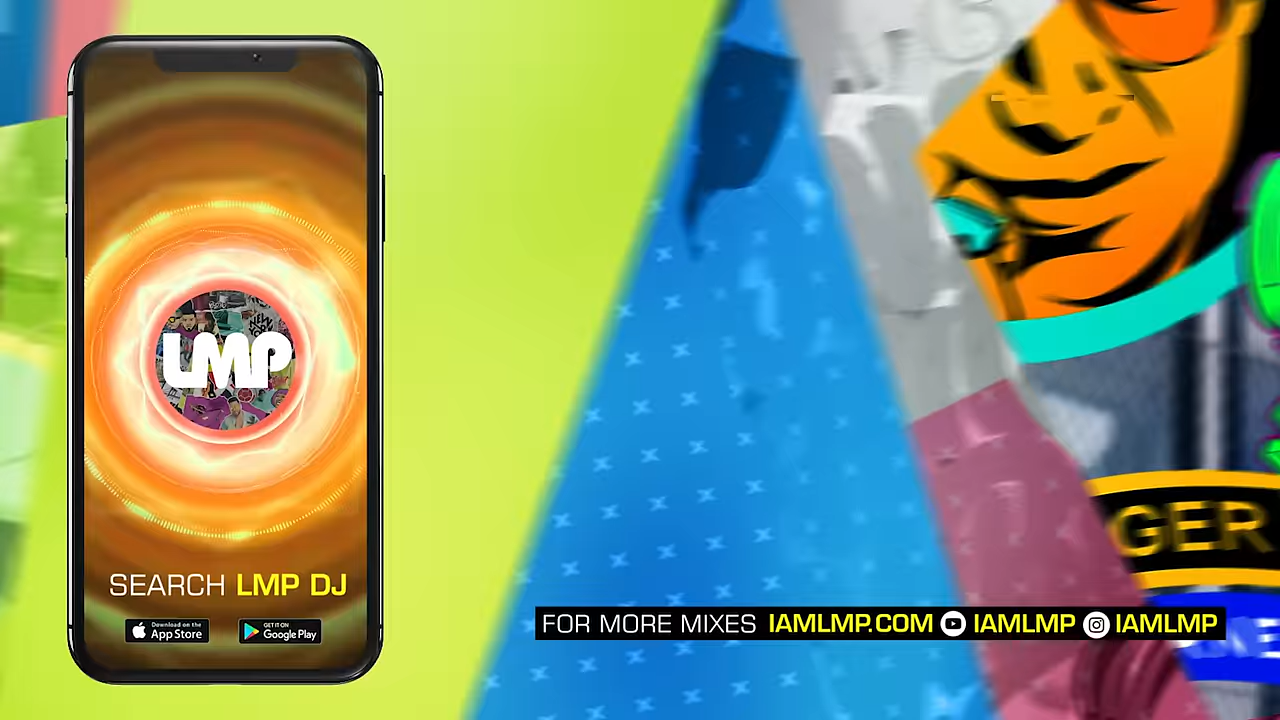 LMP
SEARCH LMP DJ
Download on the
App Store
GET IT ON
Google Play
FOR MORE MIXES IAMLMP.COM IAMLMP IAMLMP
GER